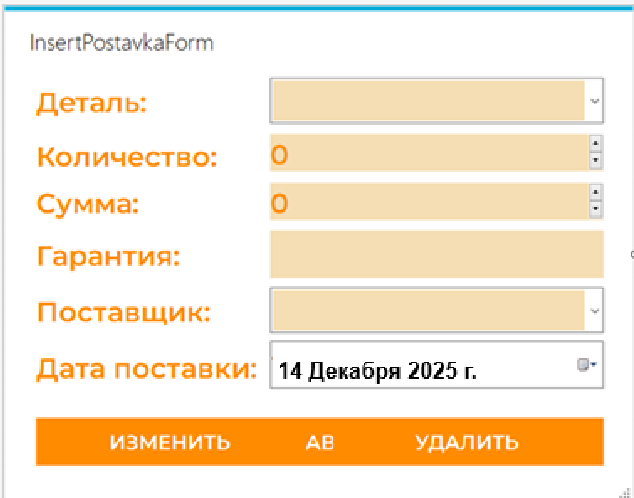 InsertPostavkaForm
Деталь:
Количество: 0
Сумма: 0
Гарантия:
Поставщик:
Дата поставки: 14 Декабря 2025 г.
ИЗМЕНИТЬ АВ УДАЛИТЬ